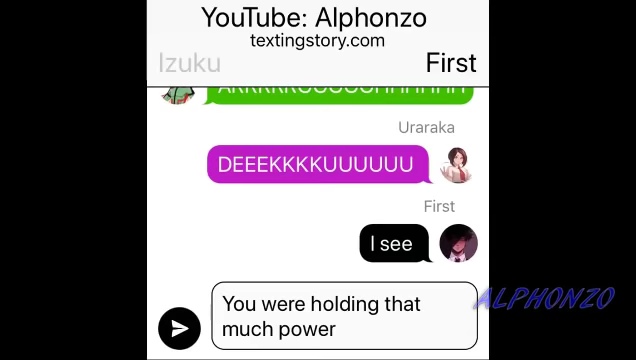 YouTube: Alphonzo
textingstory.com
Izuku
First
Uraraka
DEEEKKKKUUUUUU
First
I see
You were holding that
much power
ALPHONZO